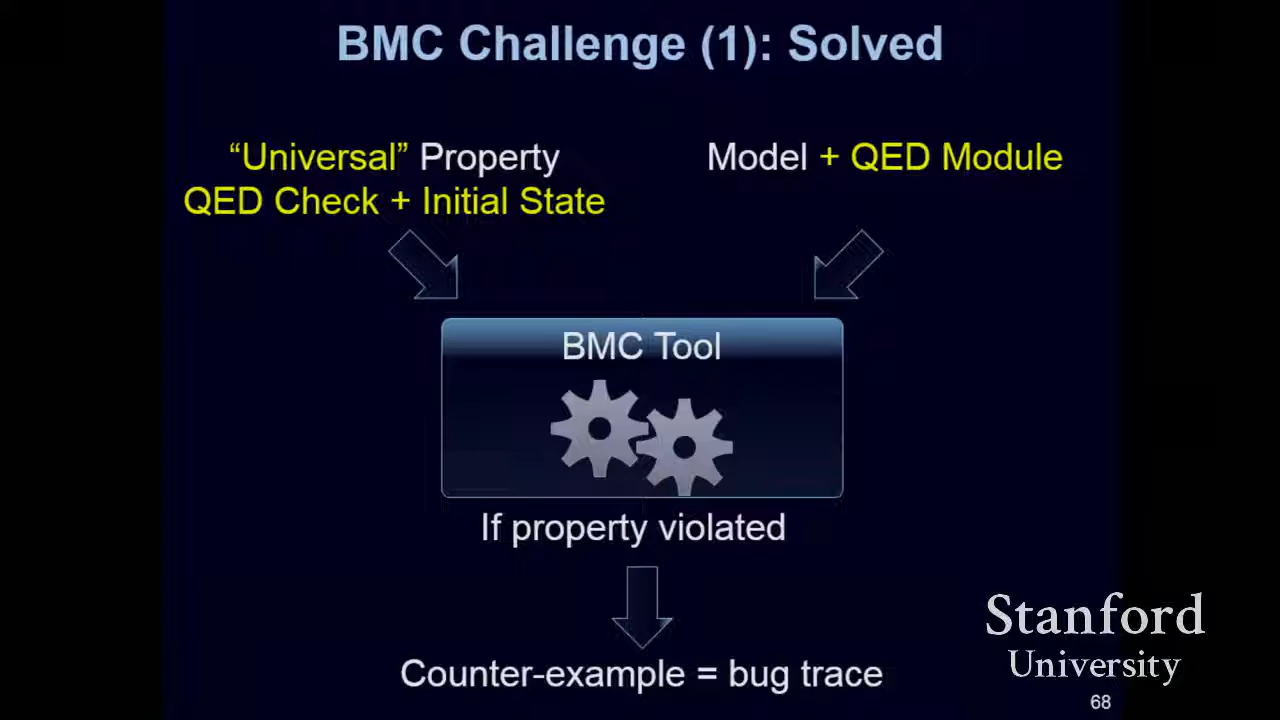 BMC Challenge (1): Solved
“Universal” Property
QED Check + Initial State
Model + QED Module
BMC Tool
If property violated
Counter-example = bug trace
Stanford
University
68